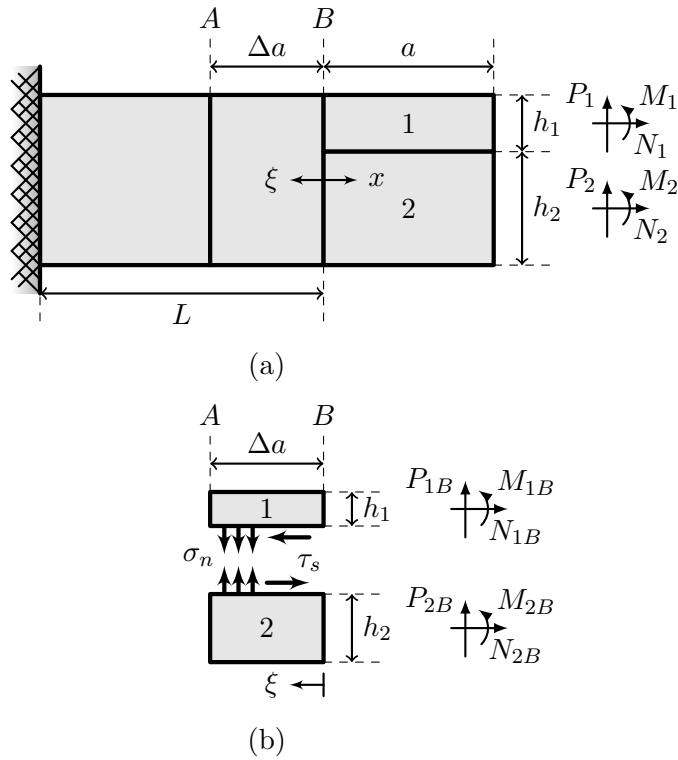 A B
Δa a
1 h₁ P₁ M₁ N₁
ξ x
2 h₂ P₂ M₂ N₂
L
(a)
A B
Δa
1 h₁ P₁B M₁B N₁B
σₙ τₛ
2 h₂ P₂B M₂B N₂B
ξ
(b)